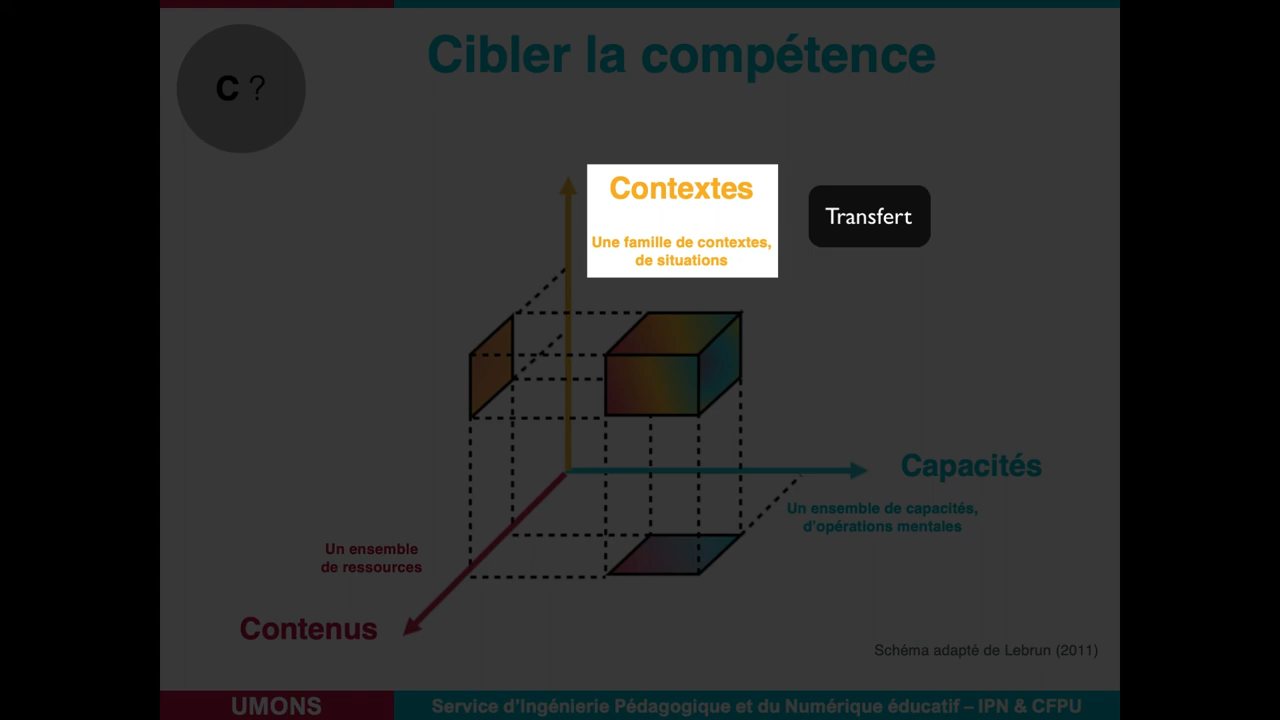 Cibler la compétence
C ?
Contextes
Une famille de contextes,
de situations
Transfert
Capacités
Un ensemble de capacités,
d’opérations mentales
Un ensemble
de ressources
Contenus
Schéma adapté de Lebrun (2011)
UMONS
Service d’Ingénierie Pédagogique et du Numérique éducatif – IPN & CFPU